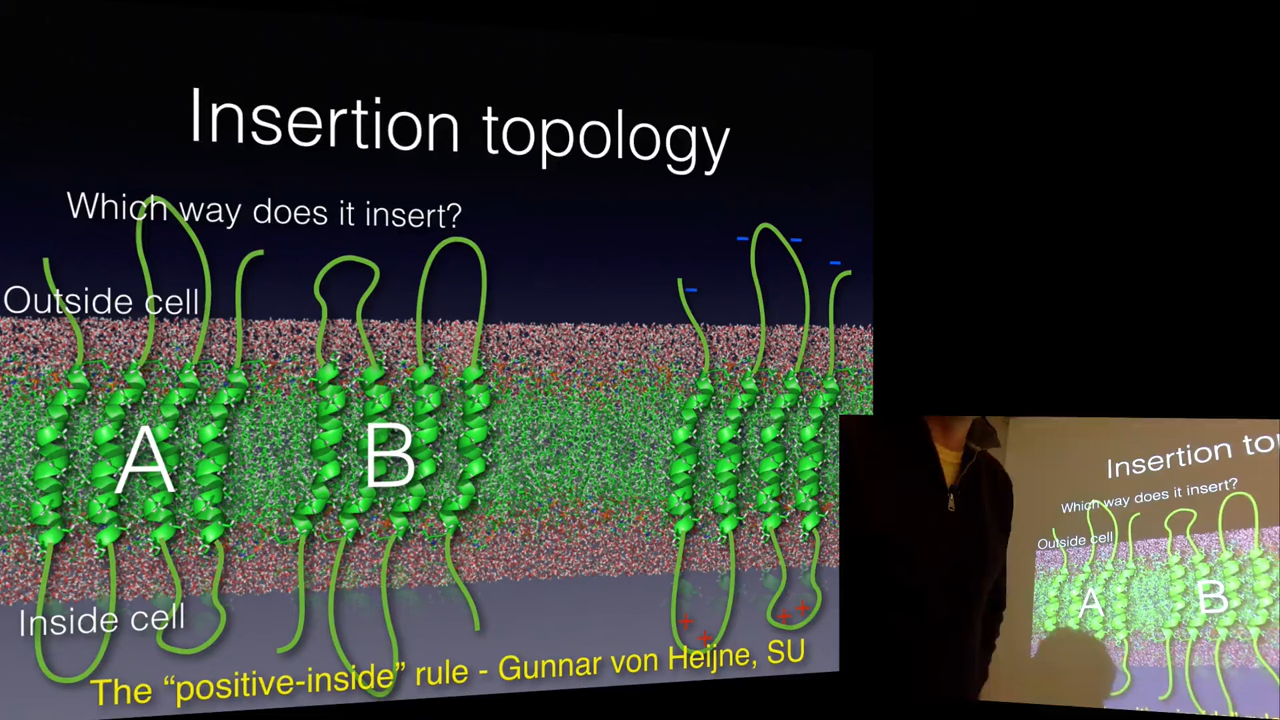 Insertion topology
Which way does it insert?
Outside cell
A
B
Inside cell
The “positive-inside” rule - Gunnar von Heijne, SU
Insertion to
Which way does it insert?
Outside cell
A
B